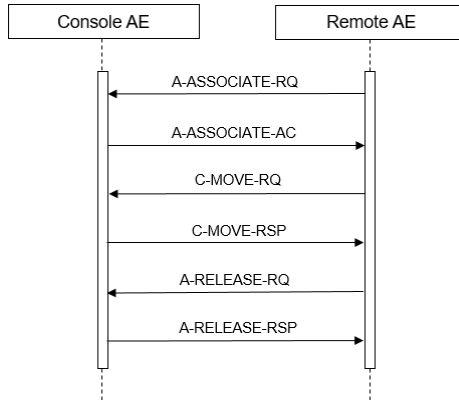 Console AE
Remote AE
A-ASSOCIATE-RQ
A-ASSOCIATE-AC
C-MOVE-RQ
C-MOVE-RSP
A-RELEASE-RQ
A-RELEASE-RSP